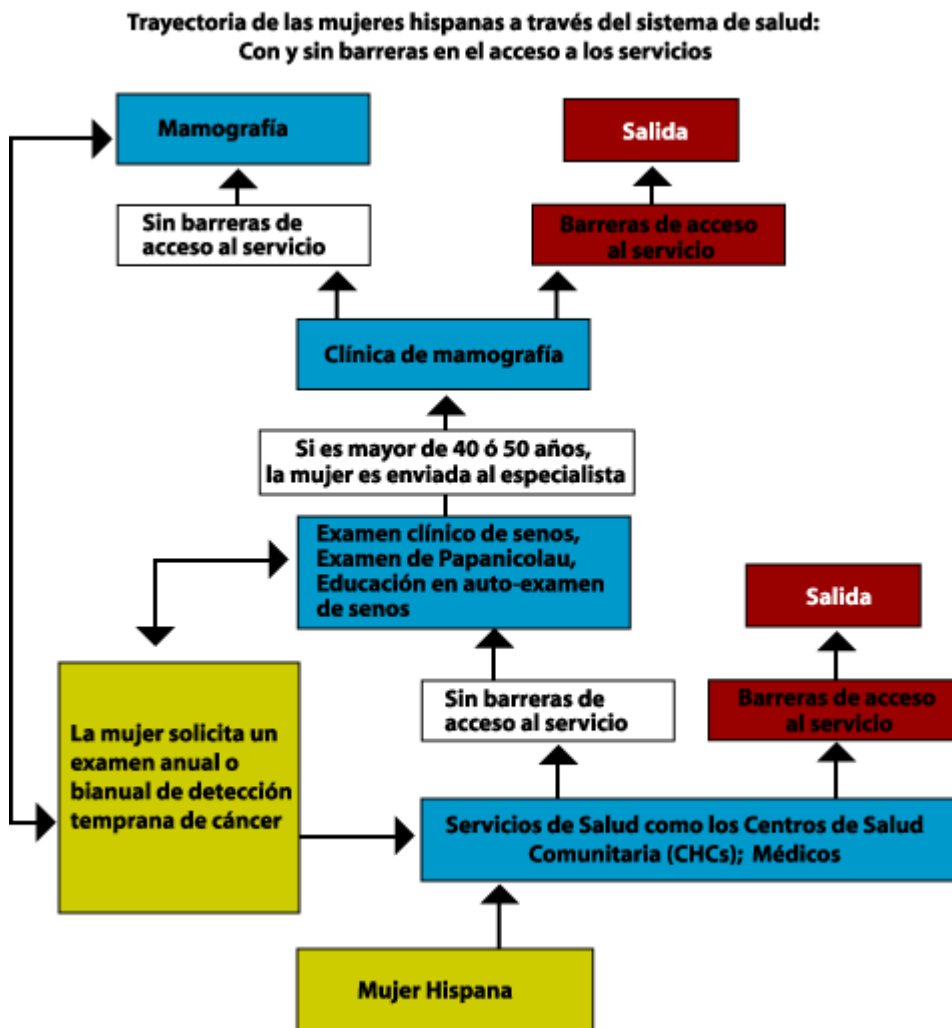 Trayectoria de las mujeres hispanas a través del sistema de salud:
Con y sin barreras en el acceso a los servicios
Mamografía
Salida
Sin barreras de
acceso al servicio
Barreras de acceso
al servicio
Clínica de mamografía
Si es mayor de 40 ó 50 años,
la mujer es enviada al especialista
Examen clínico de senos,
Examen de Papanicolau,
Educación en auto-examen
de senos
Salida
Sin barreras de
acceso al servicio
Barreras de acceso
al servicio
La mujer solicita un
examen anual o
bianual de detección
temprana de cáncer
Servicios de Salud como los Centros de Salud
Comunitaria (CHCs); Médicos
Mujer Hispana